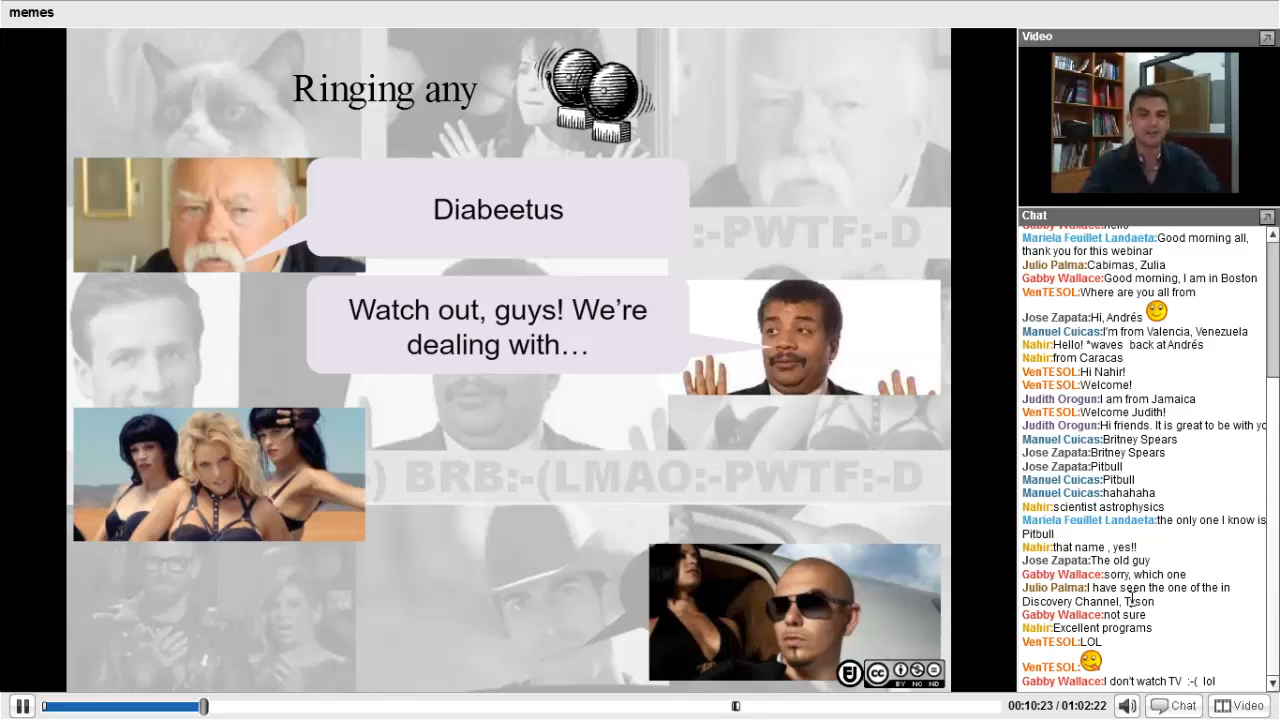 memes
Ringing any
Diabeetus
:-PWTF:-D
Watch out, guys! We're
dealing with…
) BRB:-(LMAO:-PWTF:-D
BY NC ND
Video
Chat
Gabby Wallace:Hello
Mariela Feuillet Landaeta:Good morning all,
thank you for this webinar
Julio Palma:Cabimas, Zulia
Gabby Wallace:Good morning, I am in Boston
VenTESOL:Where are you all from
Jose Zapata:Hi, Andrés
Manuel Cuicas:I'm from Valencia, Venezuela
Nahir:Hello! *waves back at Andrés
Nahir:from Caracas
VenTESOL:Hi Nahir!
VenTESOL:Welcome!
Judith Orogun:I am from Jamaica
VenTESOL:Welcome Judith!
Judith Orogun:Hi friends. It is great to be with yo
Manuel Cuicas:Britney Spears
Jose Zapata:Britney Spears
Jose Zapata:Pitbull
Manuel Cuicas:Pitbull
Manuel Cuicas:hahahaha
Nahir:scientist astrophysics
Mariela Feuillet Landaeta:the only one I know is
Pitbull
Nahir:that name , yes!!
Jose Zapata:The old guy
Gabby Wallace:sorry, which one
Julio Palma:I have seen the one of the in
Discovery Channel, Tyson
Gabby Wallace:not sure
Nahir:Excellent programs
VenTESOL:LOL
VenTESOL:
Gabby Wallace:I don't watch TV :-( lol
00:10:23 / 01:02:22
Chat
Video